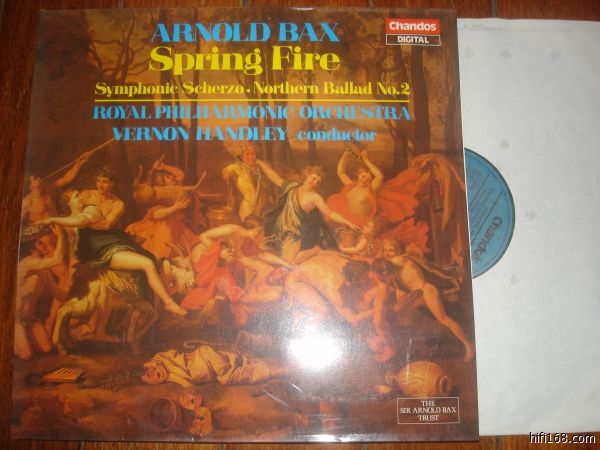 Chandos
DIGITAL
ARNOLD BAX
Spring Fire
Symphonic Scherzo • Northern Ballad No.2
ROYAL PHILHARMONIC ORCHESTRA
VERNON HANDLEY conductor
Chandos
THE
SIR ARNOLD BAX
TRUST
hifi168.com